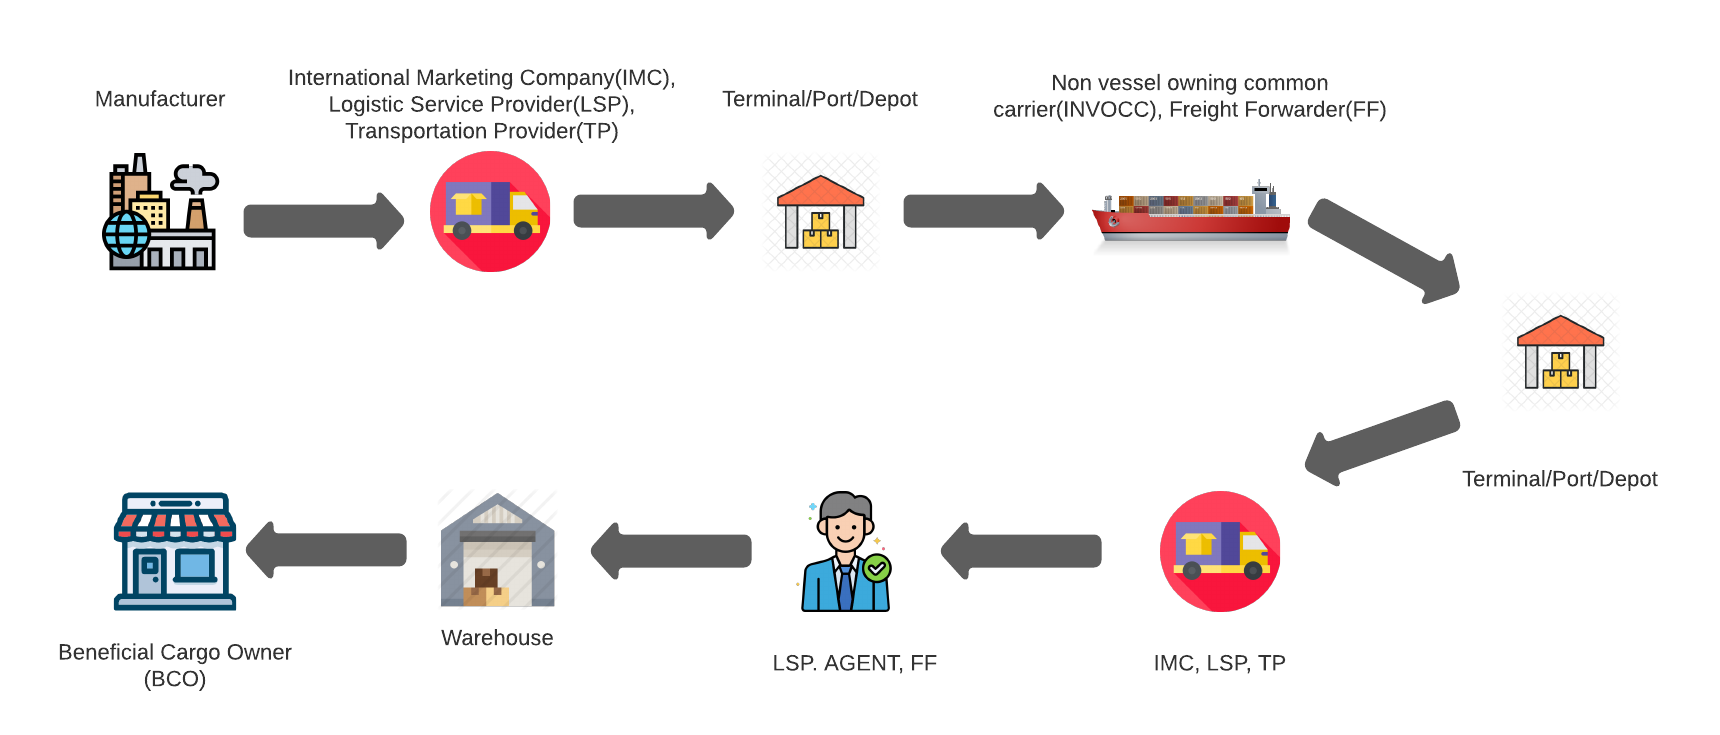 Manufacturer
International Marketing Company(IMC),
Logistic Service Provider(LSP),
Transportation Provider(TP)
Terminal/Port/Depot
Non vessel owning common
carrier(INVOCC), Freight Forwarder(FF)
Terminal/Port/Depot
IMC, LSP, TP
LSP. AGENT, FF
Warehouse
Beneficial Cargo Owner
(BCO)